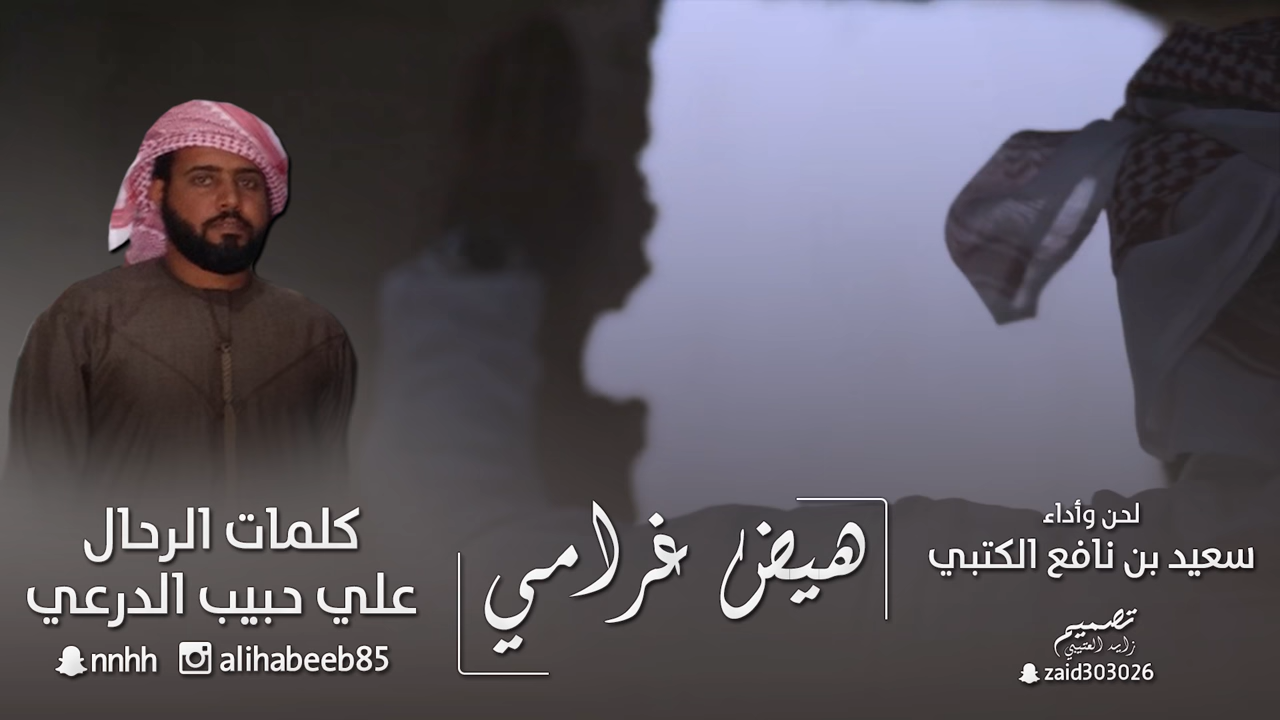 لحن وأداء
سعيد بن نافع الكتبي
تصميم
زايد العتيبي
zaid303026
هيض غرامي
كلمات الرحال
علي حبيب الدرعي
nnhh alihabeeb85